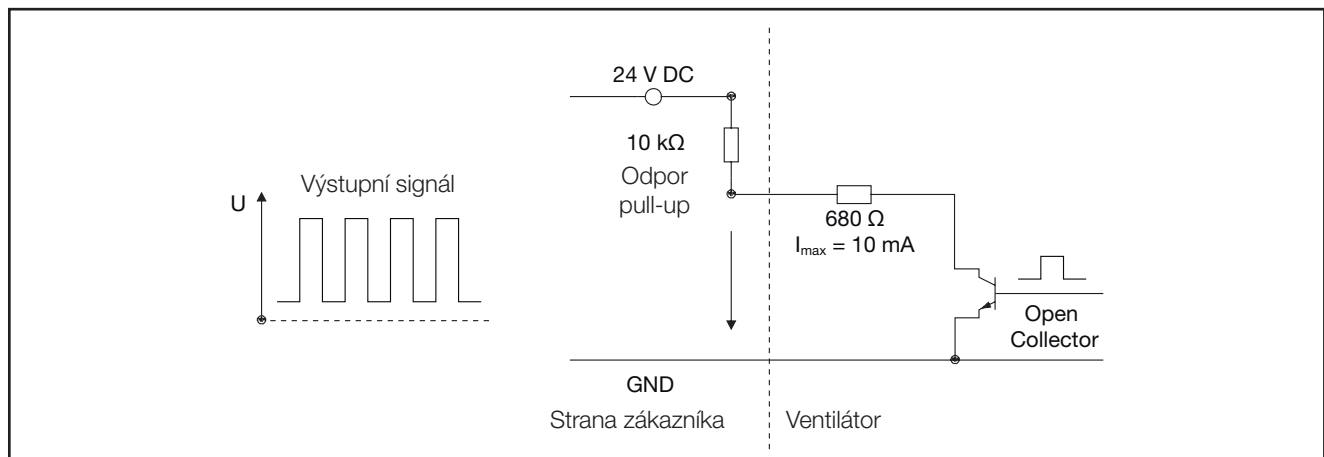 Výstupní signál
U
24 V DC
10 kΩ
Odpor
pull-up
680 Ω
Imax = 10 mA
Open
Collector
GND
Strana zákazníka
Ventilátor